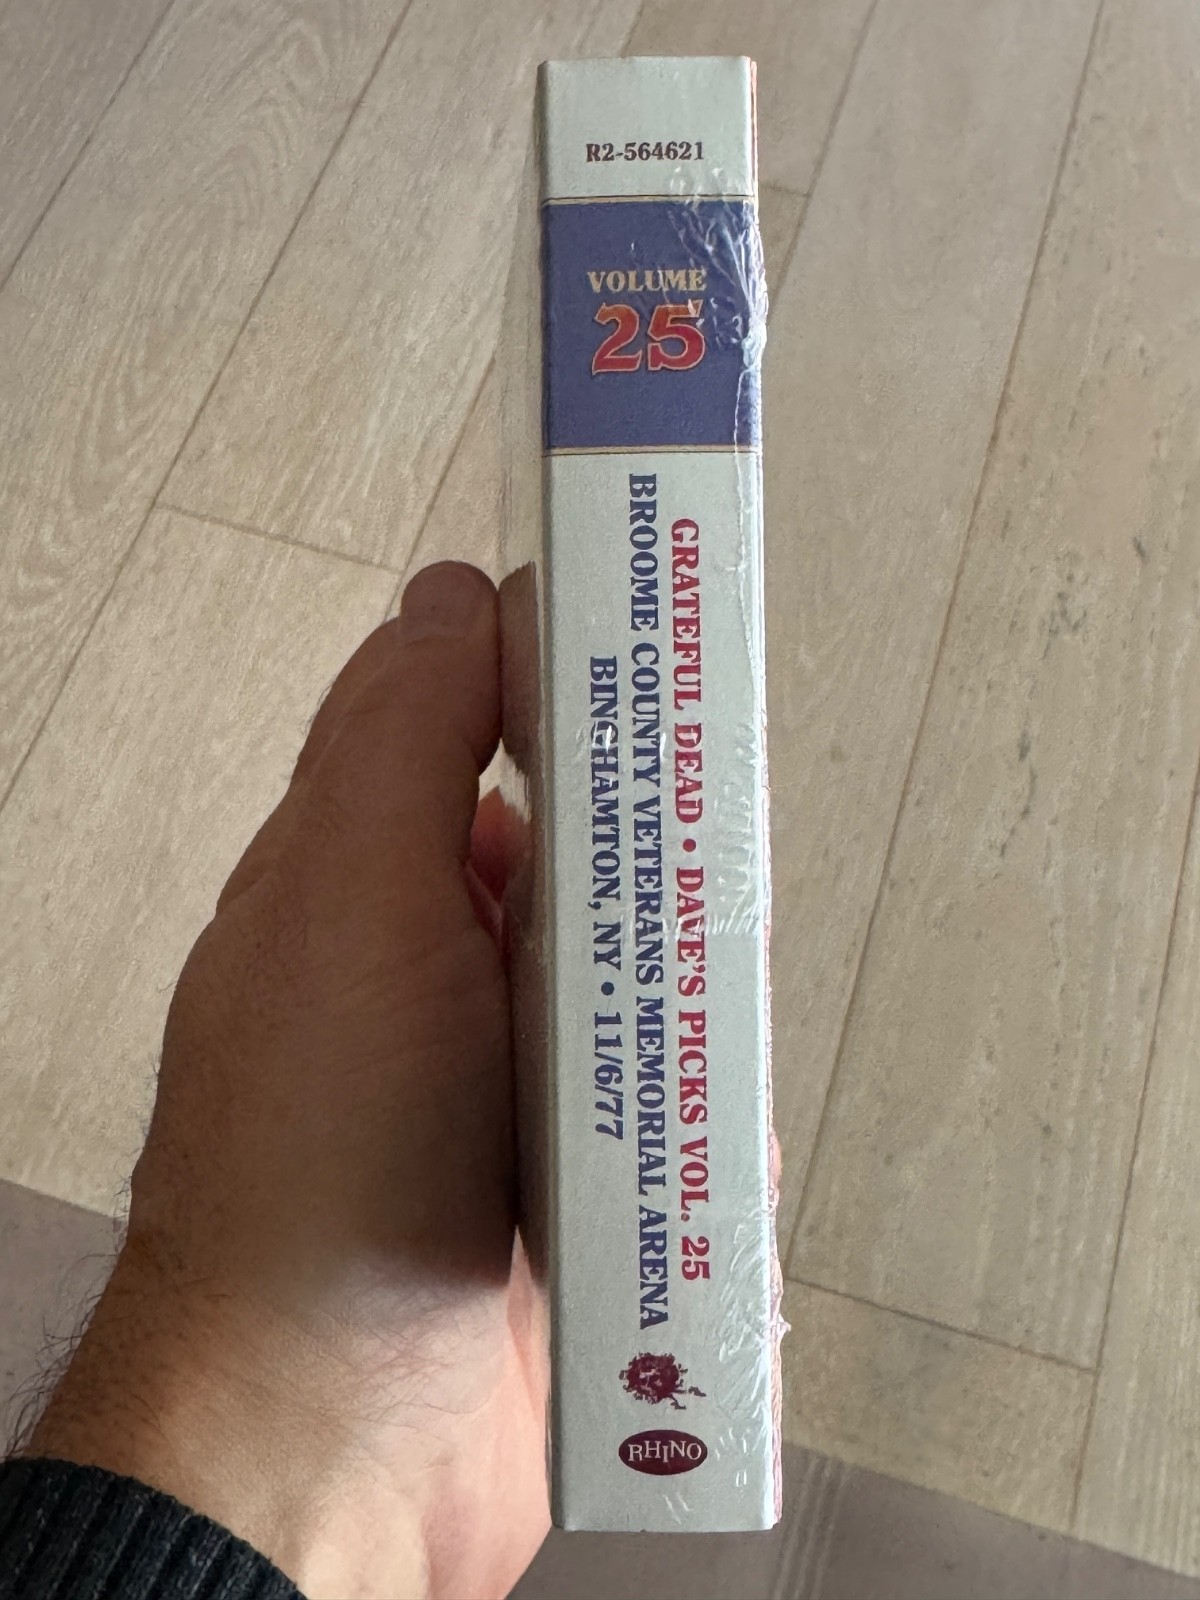 R2-564621
VOLUME
25
GRATEFUL DEAD • DAVE'S PICKS VOL. 25
BROOME COUNTY VETERANS MEMORIAL ARENA
BINGHAMTON, NY • 11/6/77
RHINO